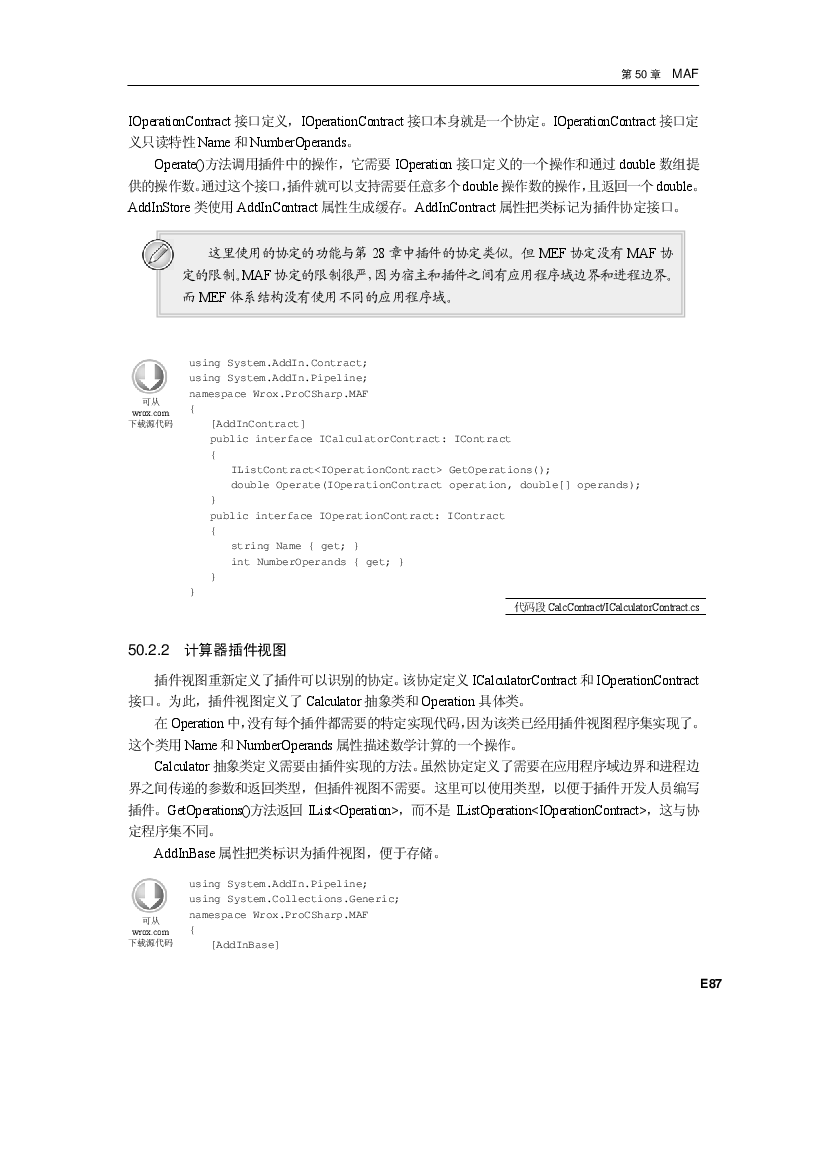 第 50 章 MAF
IOperationContract 接口定义，IOperationContract 接口本身就是一个协定。IOperationContract 接口定
义只读特性 Name 和 NumberOperands。
Operate()方法调用插件中的操作，它需要 IOperation 接口定义的一个操作和通过 double 数组提
供的操作数。通过这个接口，插件就可以支持需要任意多个 double 操作数的操作，且返回一个 double。
AddInStore 类使用 AddInContract 属性生成缓存。AddInContract 属性把类标记为插件协定接口。
这里使用的协定的功能与第 28 章中插件的协定类似。但 MEF 协定没有 MAF 协
定的限制。MAF 协定的限制很严，因为宿主和插件之间有应用程序域边界和进程边界。
而 MEF 体系结构没有使用不同的应用程序域。
可从
wrox.com
下载源代码
using System.AddIn.Contract;
using System.AddIn.Pipeline;
namespace Wrox.ProCSharp.MAF
{
[AddInContract]
public interface ICalculatorContract: IContract
{
IListContract<IOperationContract> GetOperations();
double Operate(IOperationContract operation, double[] operands);
}
public interface IOperationContract: IContract
{
string Name { get; }
int NumberOperands { get; }
}
}
代码段 CalcContract/ICalculatorContract.cs
50.2.2 计算器插件视图
插件视图重新定义了插件可以识别的协定。该协定定义 ICalculatorContract 和 IOperationContract
接口。为此，插件视图定义了 Calculator 抽象类和 Operation 具体类。
在 Operation 中，没有每个插件都需要的特定实现代码，因为该类已经用插件视图程序集实现了。
这个类用 Name 和 NumberOperands 属性描述数学计算的一个操作。
Calculator 抽象类定义需要由插件实现的方法。虽然协定定义了需要在应用程序域边界和进程边
界之间传递的参数和返回类型，但插件视图不需要。这里可以使用类型，以便于插件开发人员编写
插件。GetOperations()方法返回 IList<Operation>，而不是 IListOperation<IOperationContract>，这与协
定程序集不同。
AddInBase 属性把类标识为插件视图，便于存储。
可从
wrox.com
下载源代码
using System.AddIn.Pipeline;
using System.Collections.Generic;
namespace Wrox.ProCSharp.MAF
{
[AddInBase]
E87